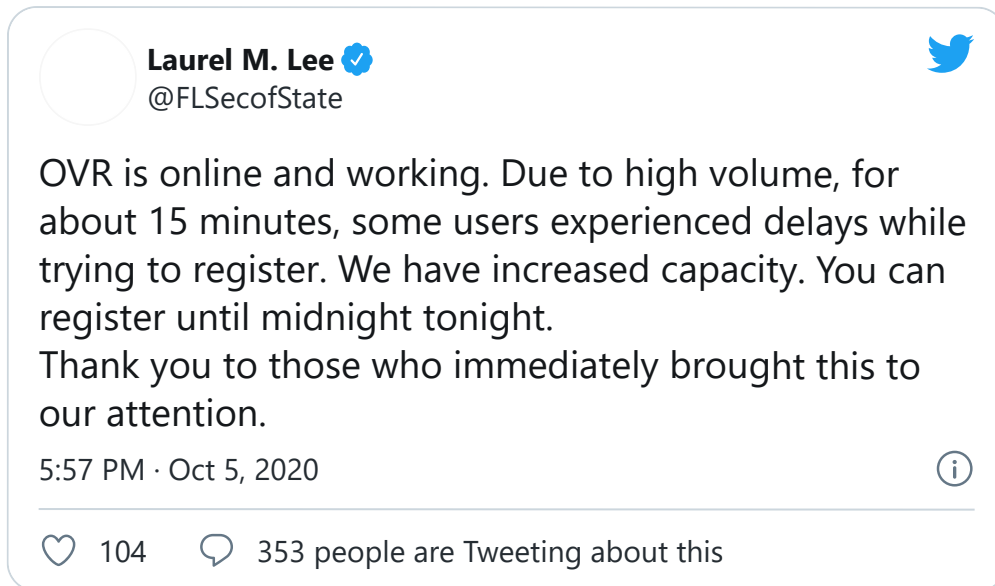 Laurel M. Lee
@FLSecofState
OVR is online and working. Due to high volume, for
about 15 minutes, some users experienced delays while
trying to register. We have increased capacity. You can
register until midnight tonight.
Thank you to those who immediately brought this to
our attention.
5:57 PM · Oct 5, 2020
104 353 people are Tweeting about this